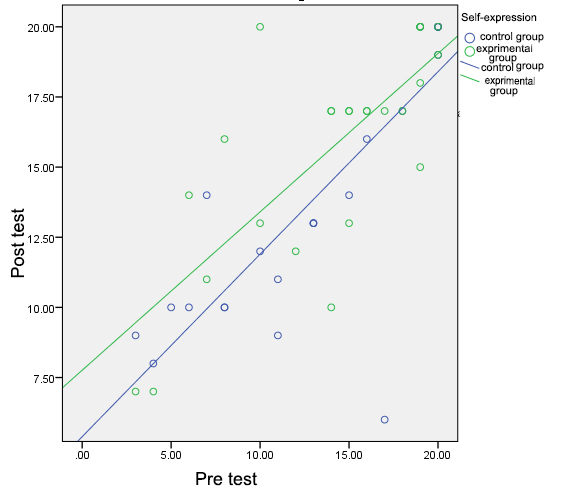 Self-expression
control group
exprimental
group
control group
exprimental
group
20.00
17.50
15.00
12.50
10.00
7.50
Post test
.00
5.00
10.00
15.00
20.00
Pre test